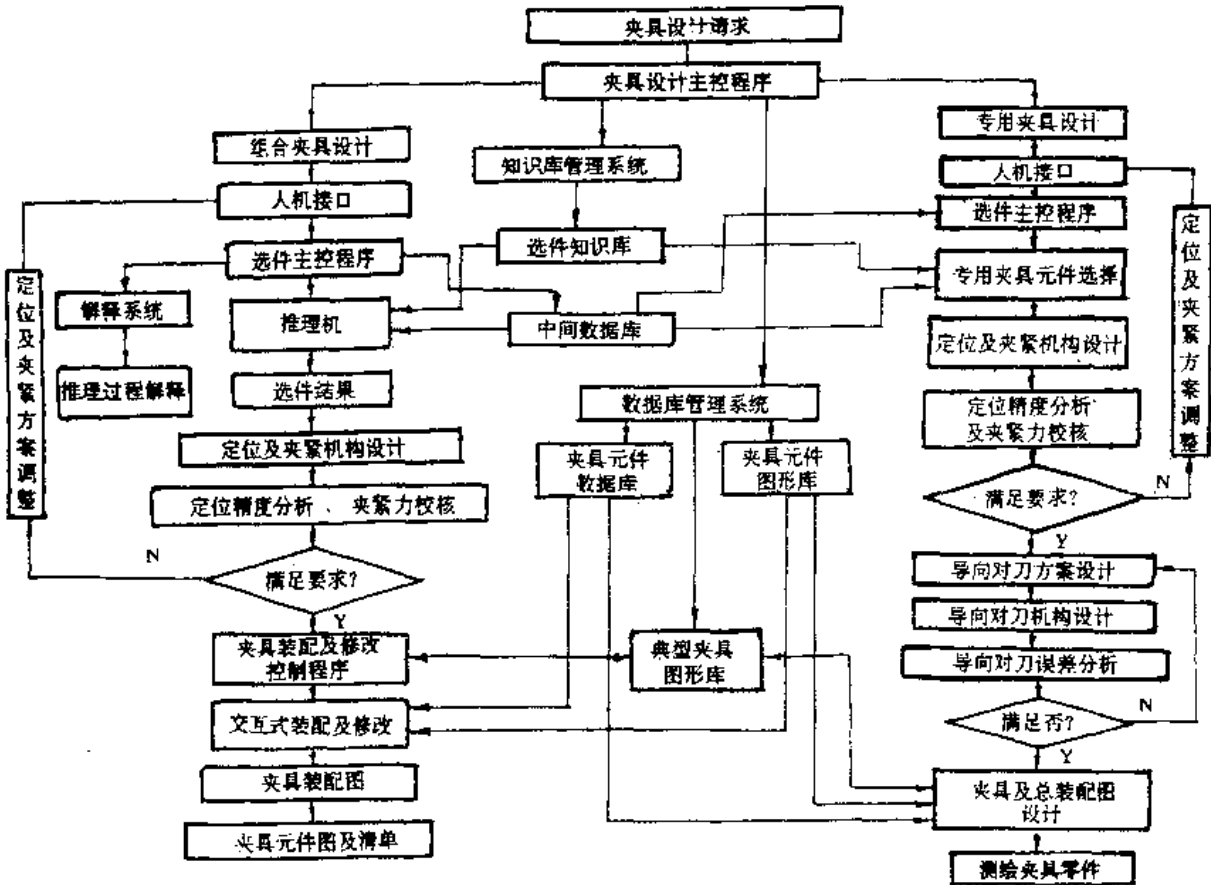 夹具设计请求
夹具设计主控程序
组合夹具设计
人机接口
选件主控程序
解释系统
推理过程解释
推理机
选件结果
定位及夹紧机构设计
定位精度分析、夹紧力校核
满足要求?
N
Y
定位及夹紧方案调整
夹具装配及修改
控制程序
交互式装配及修改
夹具装配图
夹具元件图及清单
知识库管理系统
选件知识库
中间数据库
数据库管理系统
夹具元件
数据库
夹具元件
图形库
典型夹具
图形库
专用夹具设计
人机接口
选件主控程序
专用夹具元件选择
定位及夹紧机构设计
定位精度分析
及夹紧力校核
满足要求?
N
Y
定位及夹紧方案调整
导向对刀方案设计
导向对刀机构设计
导向对刀误差分析
满足否?
N
Y
夹具及总装配图
设计
测绘夹具零件